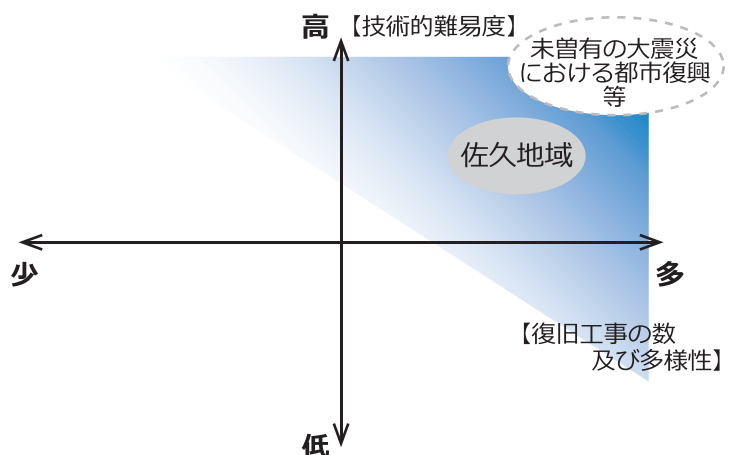 高
【技術的難易度】
未曽有の大震災
における都市復興
等
佐久地域
少
多
【復旧工事の数
及び多様性】
低